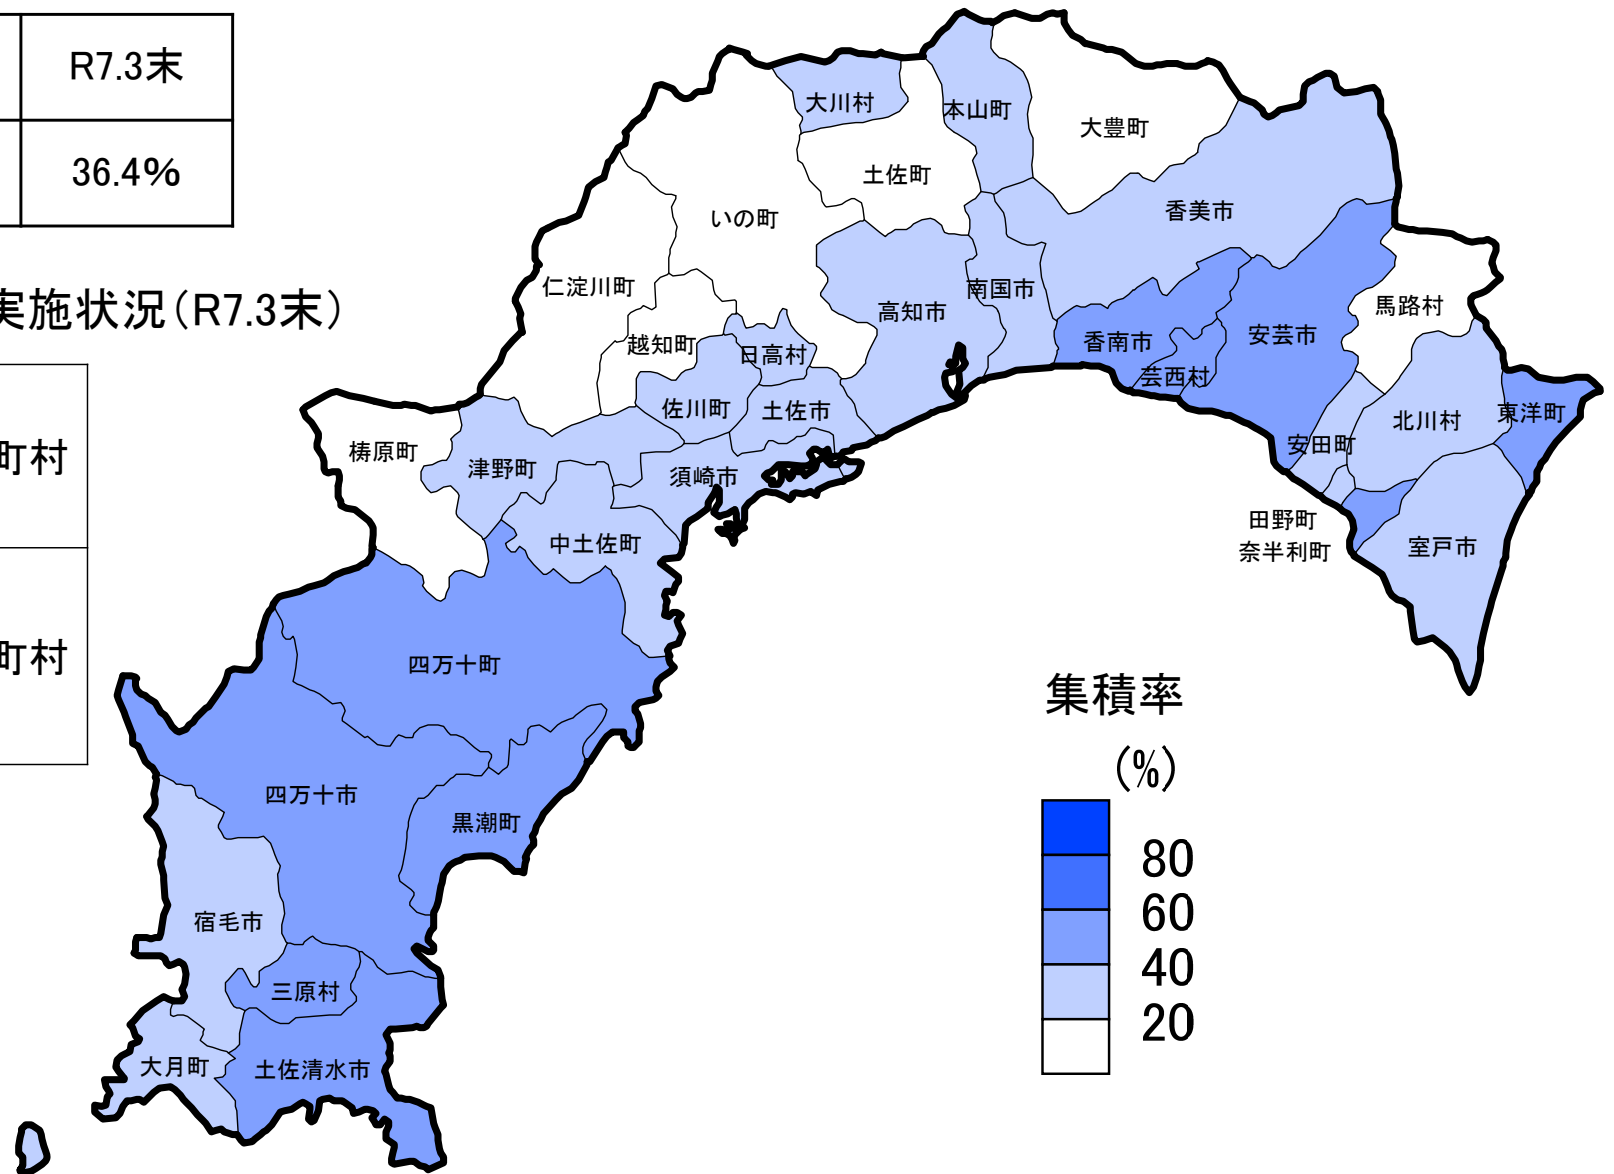 R7.3末
36.4%
実施状況(R7.3末)
町村
町村
大川村
本山町
大豊町
土佐町
いの町
香美市
仁淀川町
南国市
高知市
馬路村
越知町
日高村
香南市
安芸市
芸西村
佐川町
土佐市
北川村
東洋町
梼原町
津野町
須崎市
安田町
中土佐町
田野町
奈半利町
室戸市
四万十町
四万十市
黒潮町
宿毛市
三原村
大月町
土佐清水市
集積率
(%)
80
60
40
20